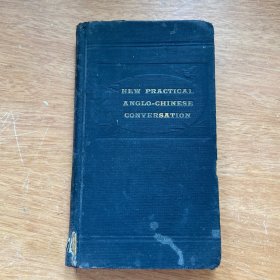 NEW PRACTICAL
ANGLO-CHINESE
CONVERSATION